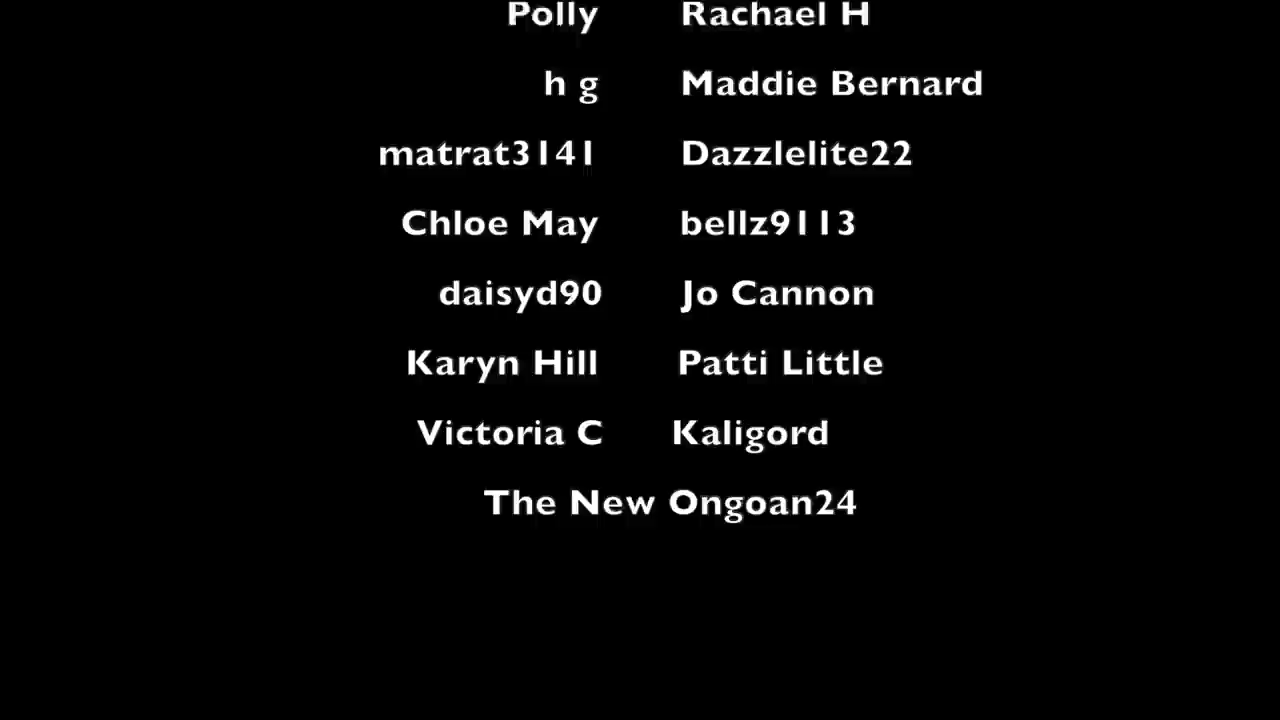 Polly Rachael H
h g Maddie Bernard
matrat3141 Dazzlelite22
Chloe May bellz9113
daisyd90 Jo Cannon
Karyn Hill Patti Little
Victoria C Kaligord
The New Ongoan24